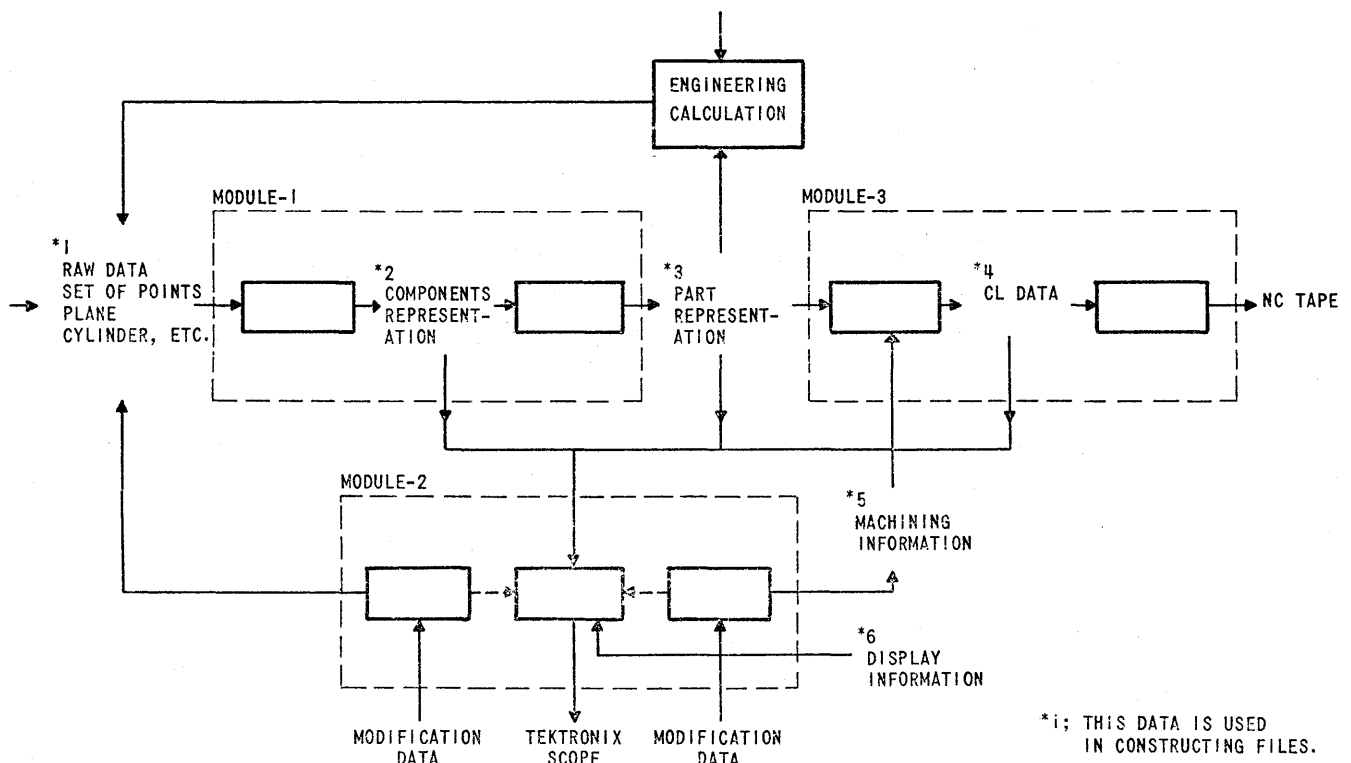 ENGINEERING
CALCULATION
MODULE-1
MODULE-3
*1
RAW DATA
SET OF POINTS
PLANE
CYLINDER, ETC.
*2
COMPONENTS
REPRESENT-
ATION
*3
PART
REPRESENT-
ATION
*4
CL DATA
NC TAPE
MODULE-2
*5
MACHINING
INFORMATION
*6
DISPLAY
INFORMATION
MODIFICATION
DATA
TEKTRONIX
SCOPE
MODIFICATION
DATA
*i; THIS DATA IS USED
IN CONSTRUCTING FILES.